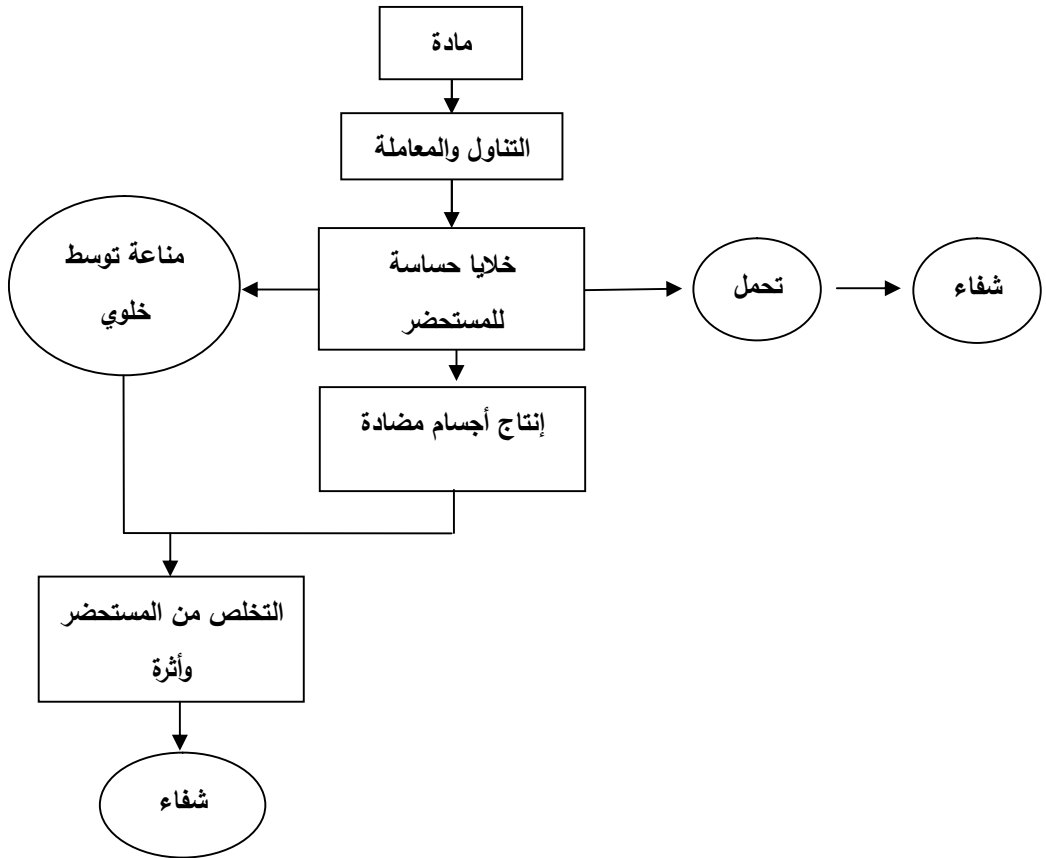 مادة
التناول والمعاملة
خلايا حساسة
للمستحضر
مناعة توسط
خلوي
تحمل
شفاء
إنتاج أجسام مضادة
التخلص من المستحضر
وأثرة
شفاء